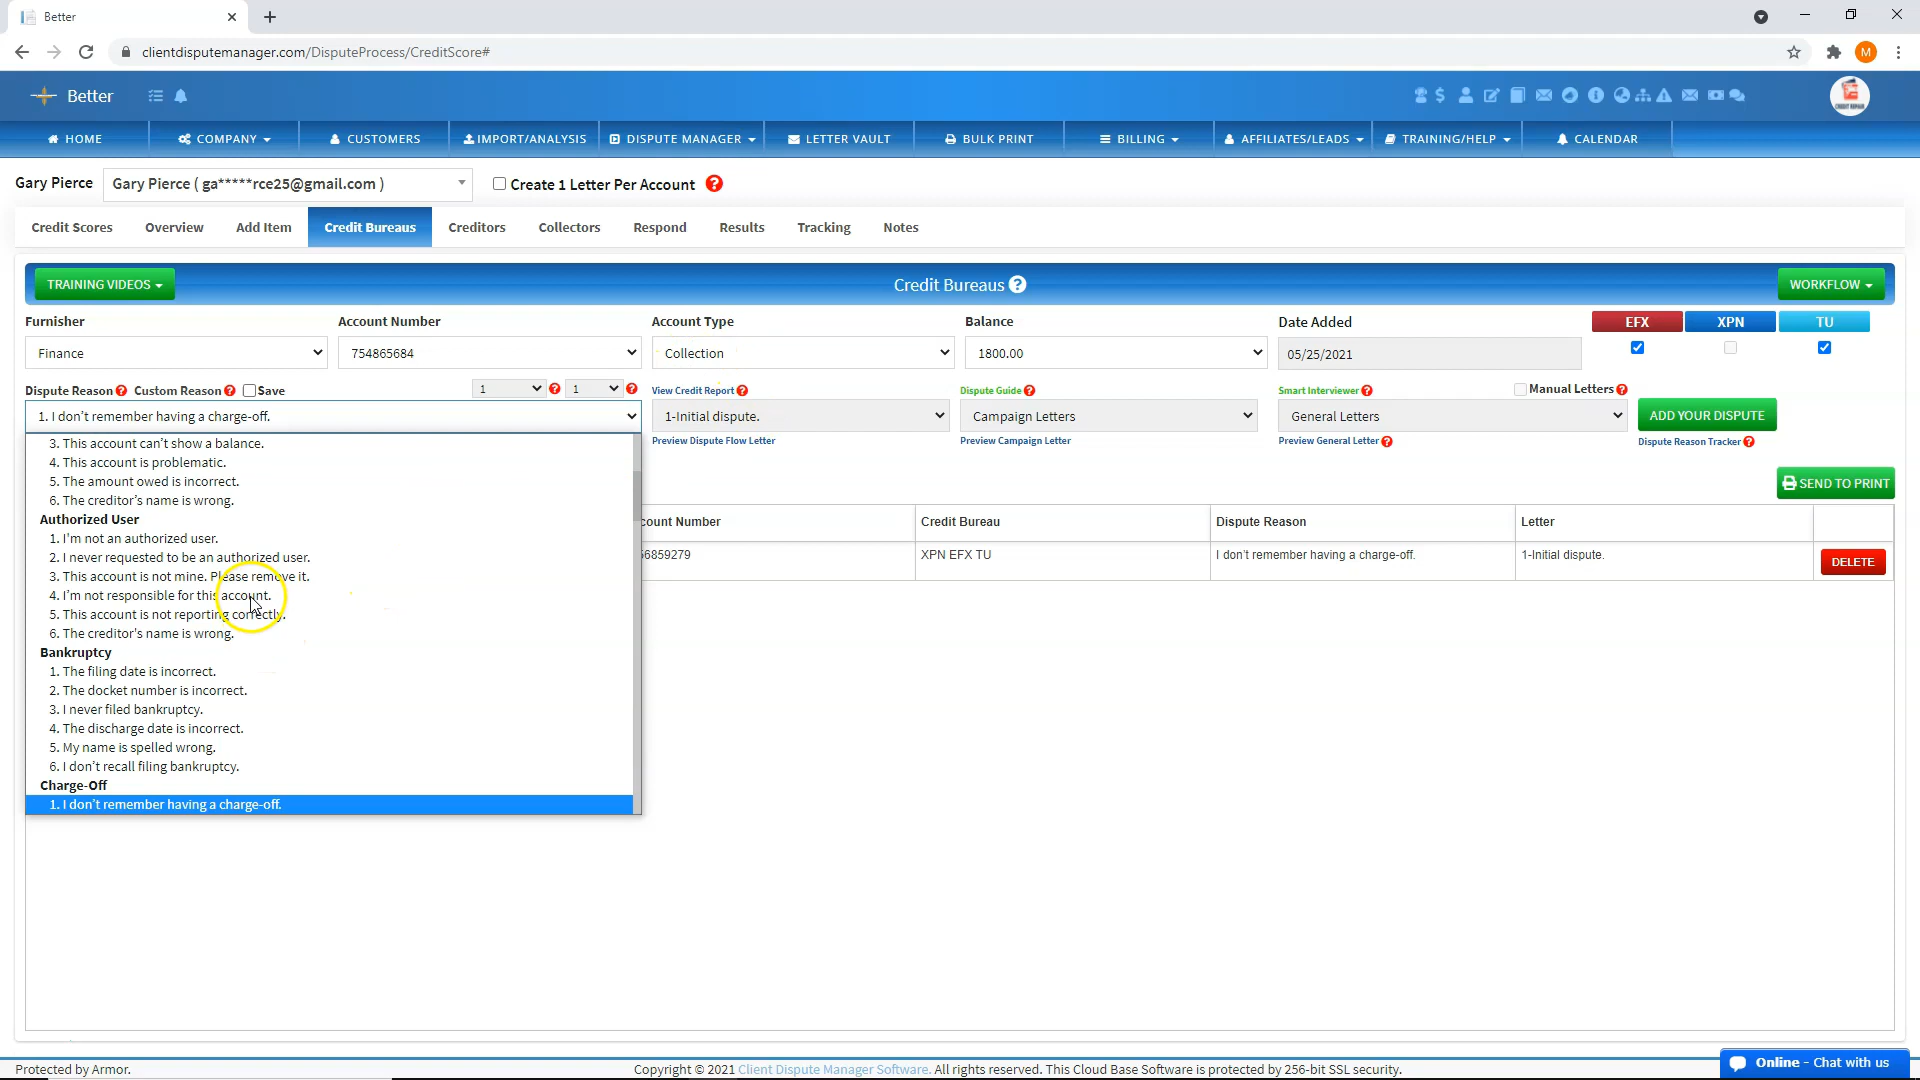 Better
clientdisputemanager.com/DisputeProcess/CreditScore#
M
Better
CREDIT REPAIR
HOME
COMPANY
CUSTOMERS
IMPORT/ANALYSIS
DISPUTE MANAGER
LETTER VAULT
BULK PRINT
BILLING
AFFILIATES/LEADS
TRAINING/HELP
CALENDAR
Gary Pierce
Gary Pierce ( ga*****rce25@gmail.com )
Create 1 Letter Per Account
Credit Scores
Overview
Add Item
Credit Bureaus
Creditors
Collectors
Respond
Results
Tracking
Notes
TRAINING VIDEOS
Credit Bureaus
WORKFLOW
Furnisher
Account Number
Account Type
Balance
Date Added
EFX
XPN
TU
Finance
754865684
Collection
1800.00
05/25/2021
Dispute Reason
Custom Reason
Save
1
1
View Credit Report
Dispute Guide
Smart Interviewer
Manual Letters
1. I don't remember having a charge-off.
1-Initial dispute.
Campaign Letters
General Letters
ADD YOUR DISPUTE
Preview Dispute Flow Letter
Preview Campaign Letter
Preview General Letter
Dispute Reason Tracker
3. This account can't show a balance.
4. This account is problematic.
5. The amount owed is incorrect.
6. The creditor's name is wrong.
Authorized User
1. I'm not an authorized user.
2. I never requested to be an authorized user.
3. This account is not mine. Please remove it.
4. I'm not responsible for this account.
5. This account is not reporting correctly.
6. The creditor's name is wrong.
Bankruptcy
1. The filing date is incorrect.
2. The docket number is incorrect.
3. I never filed bankruptcy.
4. The discharge date is incorrect.
5. My name is spelled wrong.
6. I don't recall filing bankruptcy.
Charge-Off
1. I don't remember having a charge-off.
SEND TO PRINT
count Number
Credit Bureau
Dispute Reason
Letter
6859279
XPN EFX TU
I don't remember having a charge-off.
1-Initial dispute.
DELETE
Protected by Armor.
Copyright © 2021 Client Dispute Manager Software. All rights reserved. This Cloud Base Software is protected by 256-bit SSL security.
Online - Chat with us